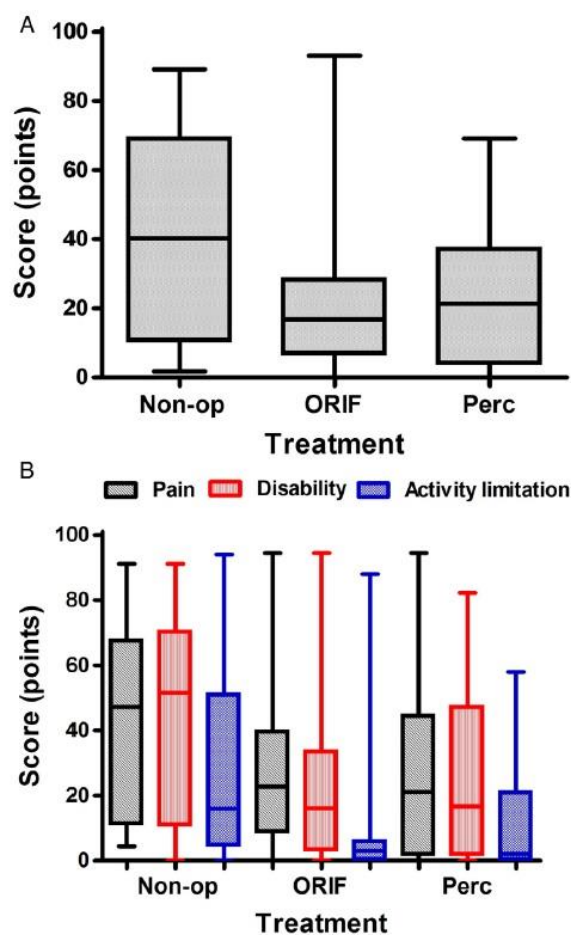 A
100
80
60
40
20
0
Score (points)
Non-op ORIF Perc
Treatment
B
Pain Disability Activity limitation
100
80
60
40
20
0
Score (points)
Non-op ORIF Perc
Treatment